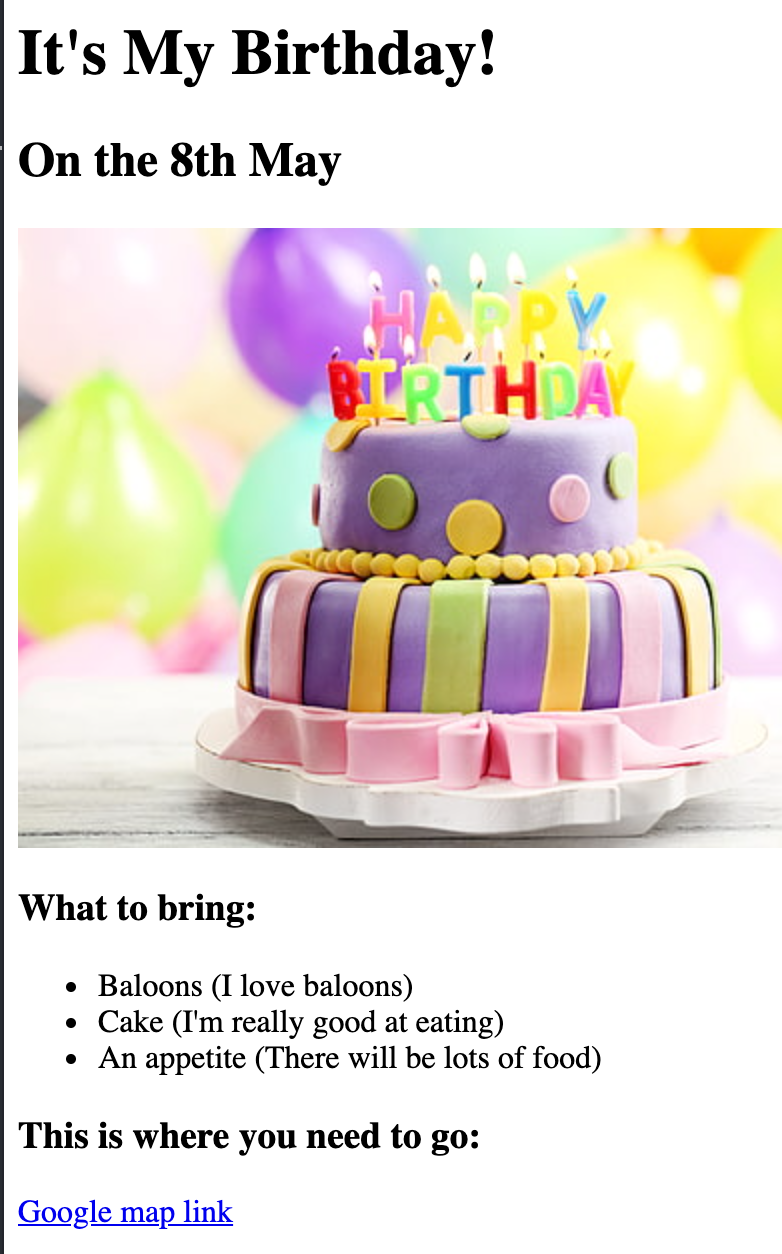 It's My Birthday!
On the 8th May
HAPPY
BIRTHDAY
What to bring:
Baloons (I love baloons)
Cake (I'm really good at eating)
An appetite (There will be lots of food)
This is where you need to go:
Google map link